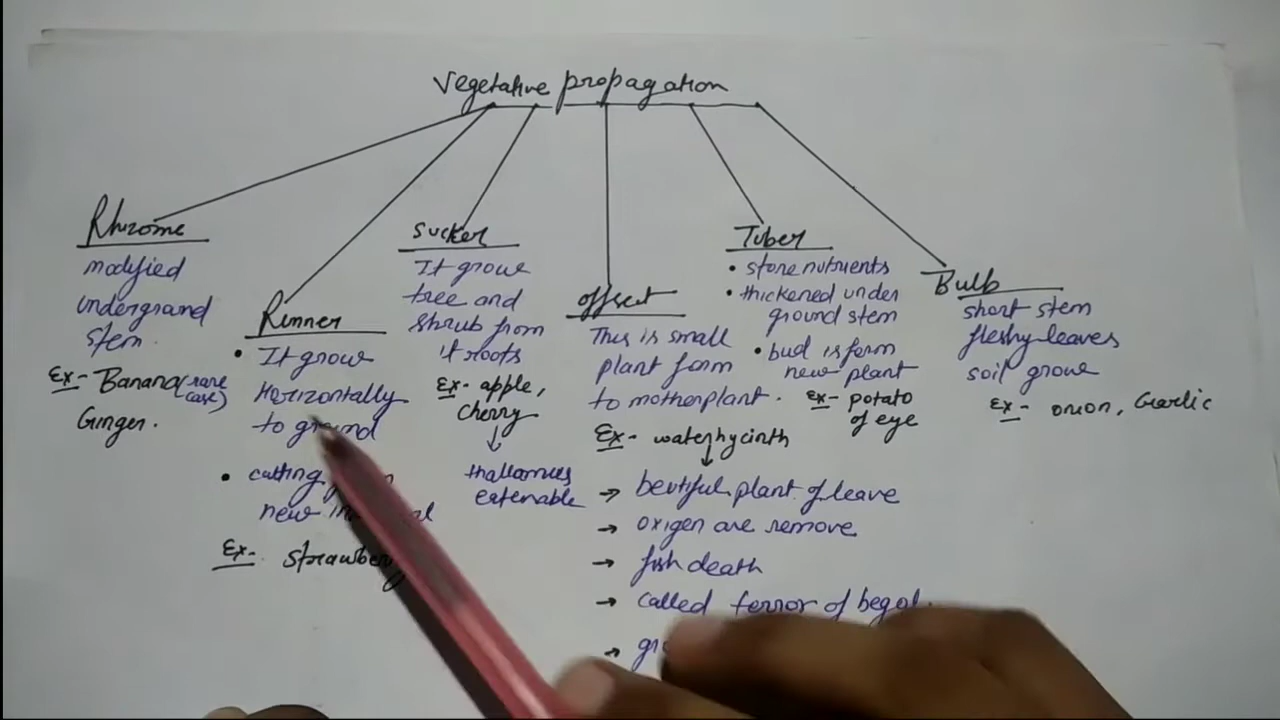 Vegetative propagation
Rhizome
modified
underground
stem.
Ex- Banana (rare case)
Ginger.
Runner
• It grow
Horizontally
to ground
• cutting
new
Ex-. Strawbery
Sucker
It grow
tree and
Shrub from
it roots
Ex- apple,
Cherry
↓
thallamus
eatenable
offset
This is small
plant form
to motherplant.
Ex- waterhycinth
↓
→ beutiful plant of leave
→ oxigen are remove
→ fish death
→ called terror of
→
Tuber
• store nutrients
• thickened under
ground stem
• bud is form
new plant
Ex- potato
of eye
Bulb
short stem
fleshy leaves
soil grow
Ex- onion, Garlic